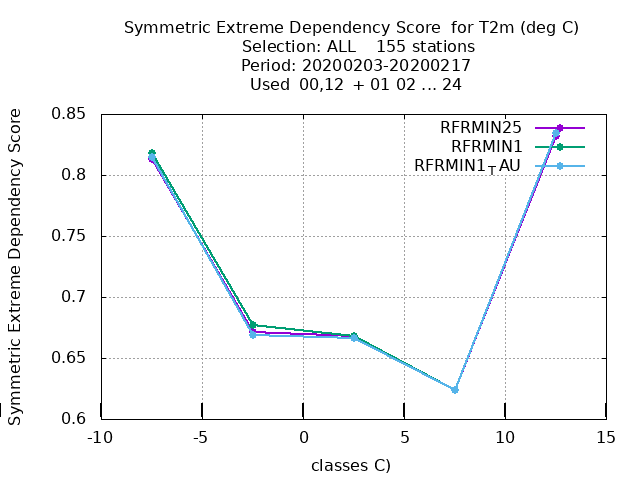 Symmetric Extreme Dependency Score  for T2m (deg C)
Selection: ALL    155 stations
Period: 20200203-20200217
Used  00,12  + 01 02 ... 24
Symmetric Extreme Dependency Score
0.85
0.8
0.75
0.7
0.65
0.6
RFRMIN25
RFRMIN1
RFRMIN1TAU
-10
-5
0
5
10
15
classes C)